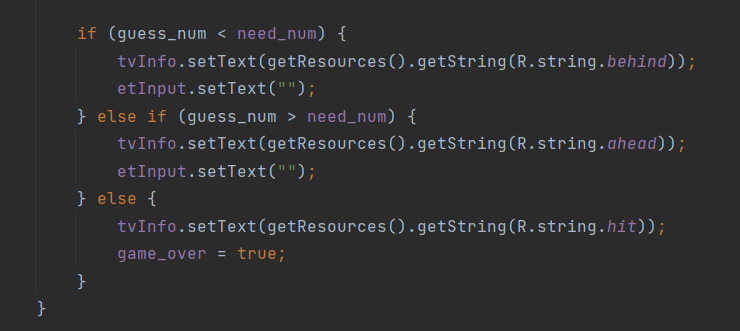 if (guess_num < need_num) {
tvInfo.setText(getResources().getString(R.string.behind));
etInput.setText("");
} else if (guess_num > need_num) {
tvInfo.setText(getResources().getString(R.string.ahead));
etInput.setText("");
} else {
tvInfo.setText(getResources().getString(R.string.hit));
game_over = true;
}
}